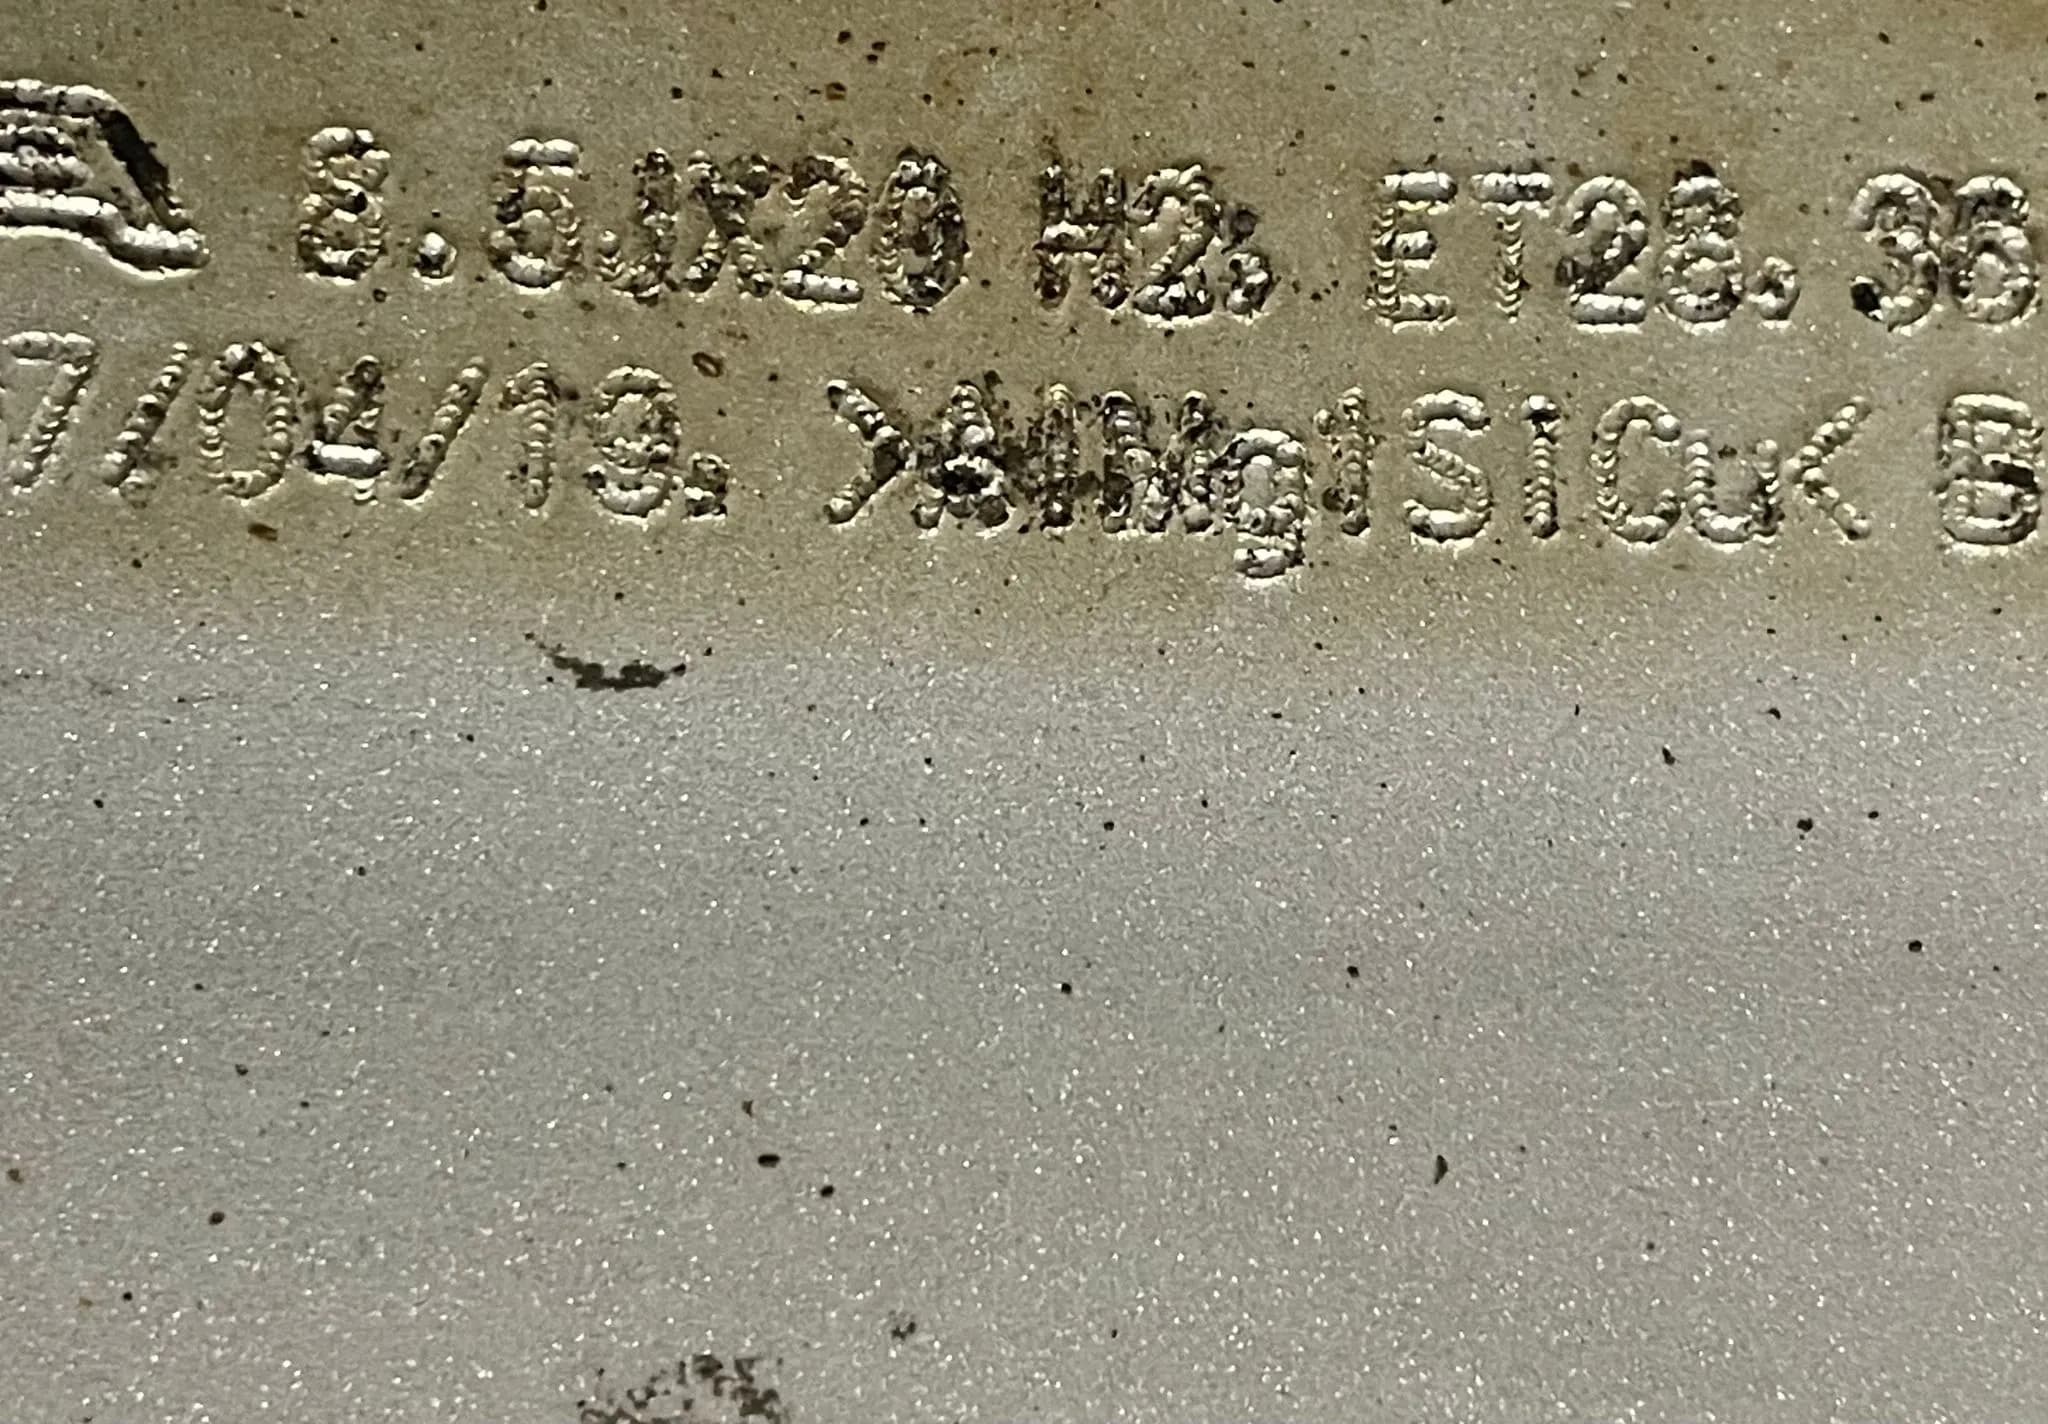 8.5JX20 H2, ET28, 36
7/04/19, >AlMg1SiCu< B